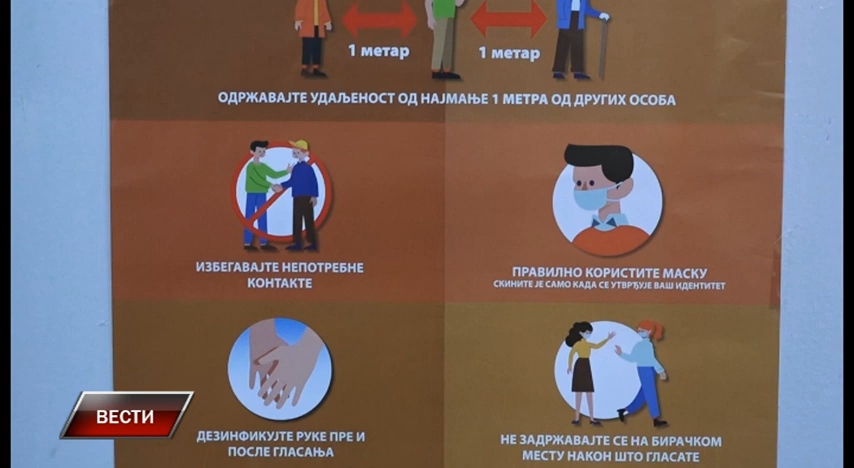 1 метар
1 метар
ОДРЖАВАЈТЕ УДАЉЕНОСТ ОД НАЈМАЊЕ 1 МЕТРА ОД ДРУГИХ ОСОБА
ИЗБЕГАВАЈТЕ НЕПОТРЕБНЕ
КОНТАКТЕ
ПРАВИЛНО КОРИСТИТЕ МАСКУ
СКИНИТЕ ЈЕ САМО КАДА СЕ УТВРЂУЈЕ ВАШ ИДЕНТИТЕТ
ДЕЗИНФИКУЈТЕ РУКЕ ПРЕ И
ПОСЛЕ ГЛАСАЊА
НЕ ЗАДРЖАВАЈТЕ СЕ НА БИРАЧКОМ
МЕСТУ НАКОН ШТО ГЛАСАТЕ
ВЕСТИ